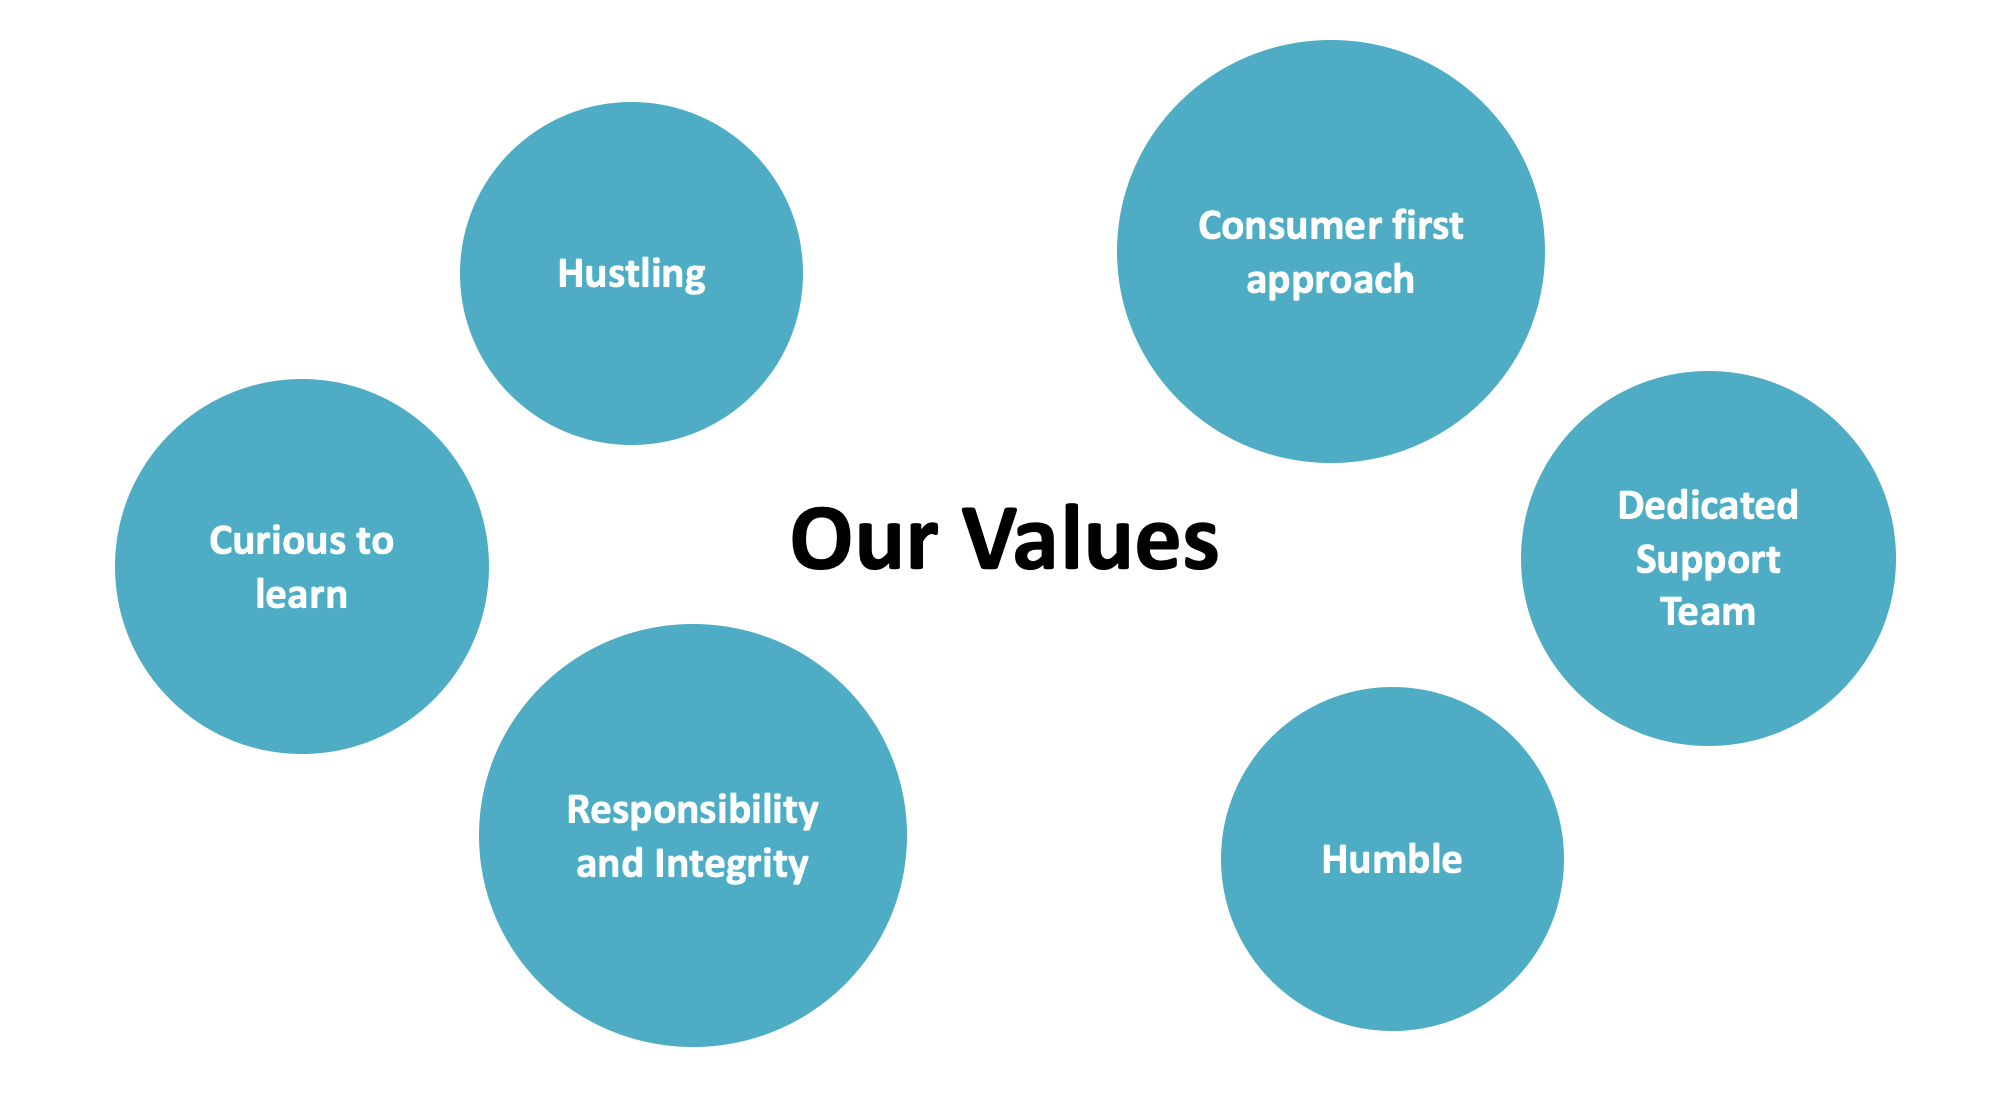 Hustling
Consumer first
approach
Curious to
learn
Our Values
Dedicated
Support
Team
Responsibility
and Integrity
Humble